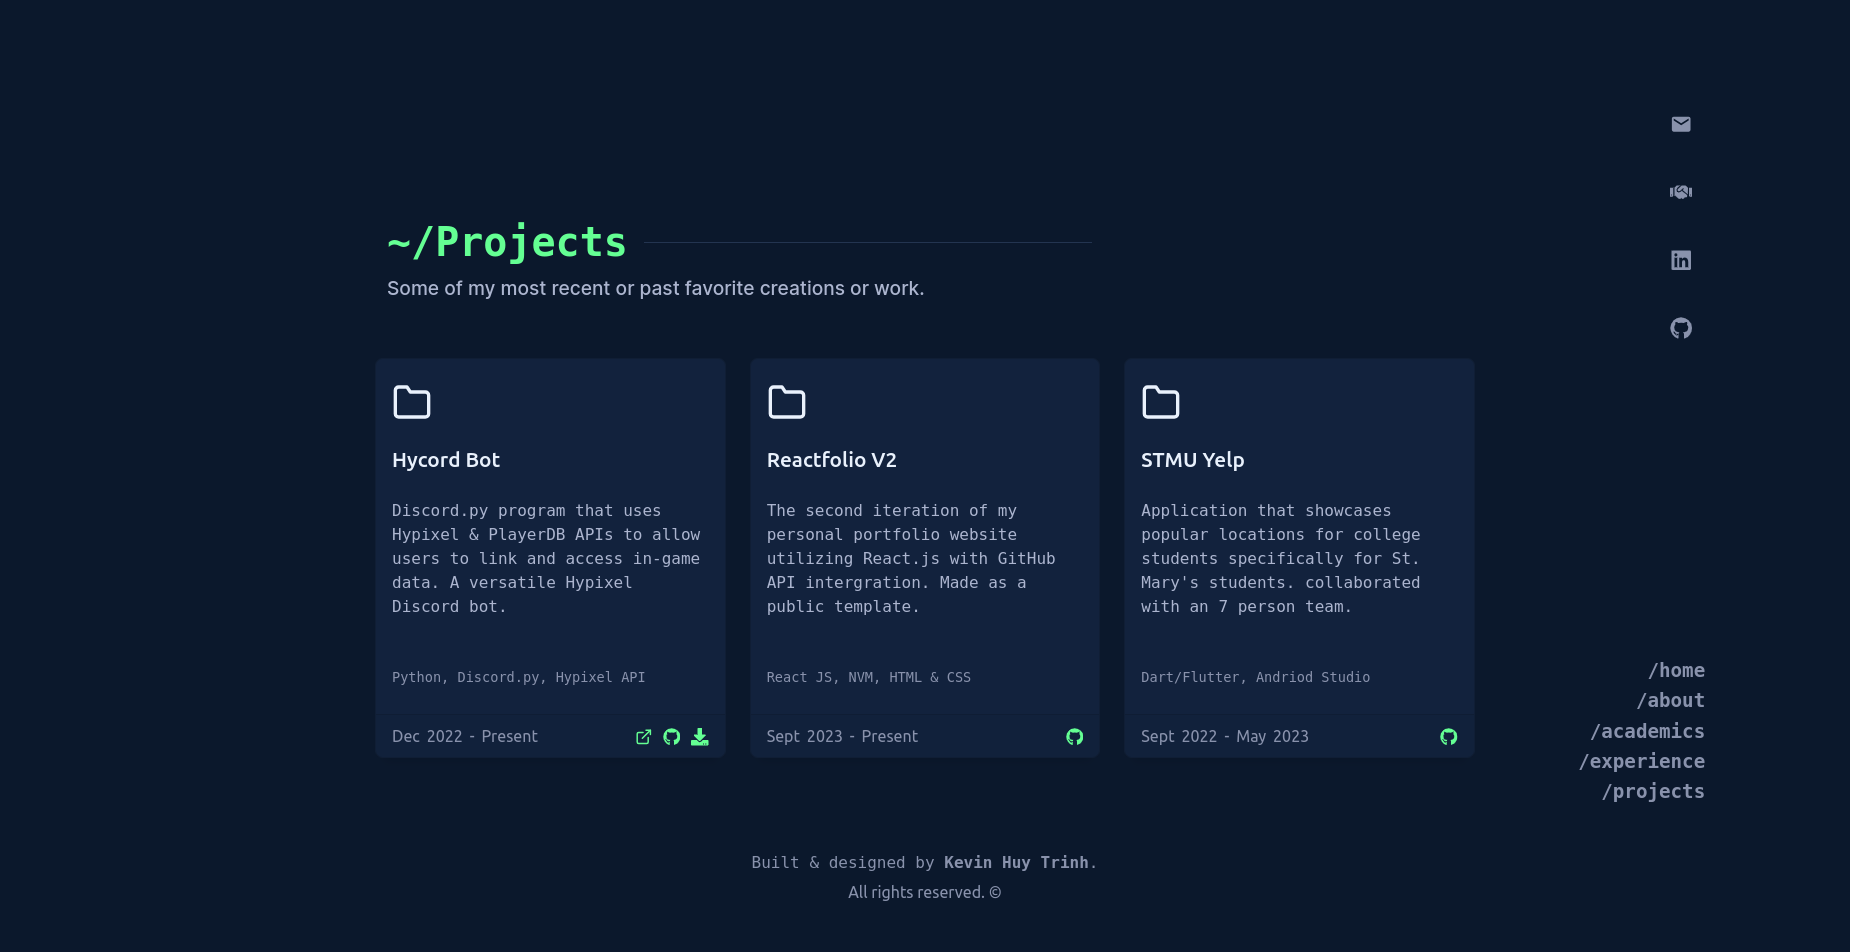 ~/Projects
Some of my most recent or past favorite creations or work.
Hycord Bot
Discord.py program that uses
Hypixel & PlayerDB APIs to allow
users to link and access in-game
data. A versatile Hypixel
Discord bot.
Python, Discord.py, Hypixel API
Dec 2022 - Present
Reactfolio V2
The second iteration of my
personal portfolio website
utilizing React.js with GitHub
API intergration. Made as a
public template.
React JS, NVM, HTML & CSS
Sept 2023 - Present
STMU Yelp
Application that showcases
popular locations for college
students specifically for St.
Mary's students. collaborated
with an 7 person team.
Dart/Flutter, Andriod Studio
Sept 2022 - May 2023
/home
/about
/academics
/experience
/projects
Built & designed by Kevin Huy Trinh.
All rights reserved. ©